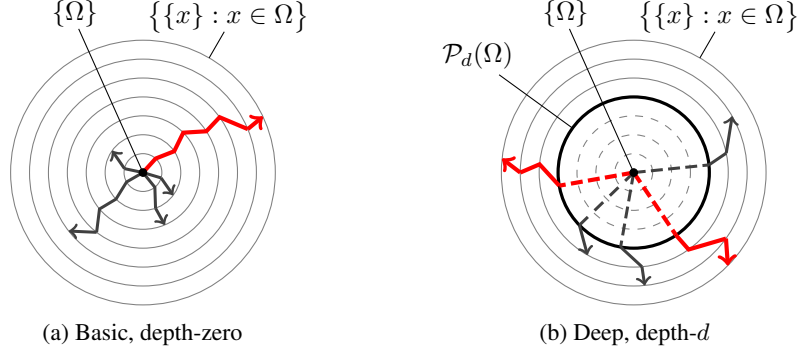 {Ω}
{{x} : x ∈ Ω}
{Ω}
{{x} : x ∈ Ω}
𝒫_d(Ω)
(a) Basic, depth-zero
(b) Deep, depth-d